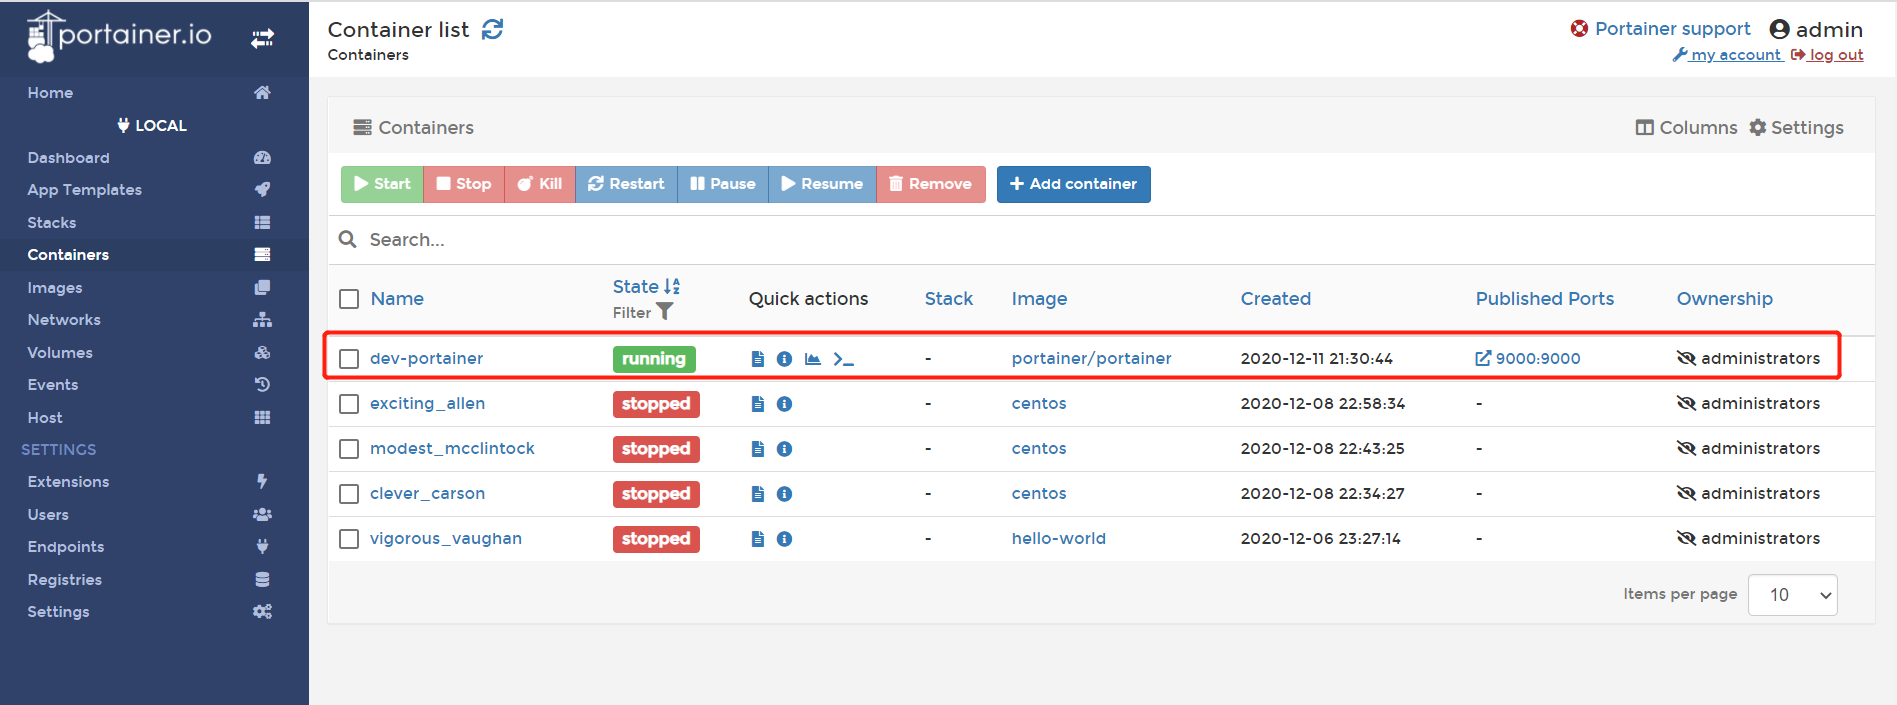 portainer.io
Home
LOCAL
Dashboard
App Templates
Stacks
Containers
Images
Networks
Volumes
Events
Host
SETTINGS
Extensions
Users
Endpoints
Registries
Settings
Container list
Containers
Portainer support admin
my account log out
Containers
Columns Settings
Start Stop Kill Restart Pause Resume Remove Add container
Search...
Name State Quick actions Stack Image Created Published Ports Ownership
Filter
dev-portainer running - portainer/portainer 2020-12-11 21:30:44 9000:9000 administrators
exciting_allen stopped - centos 2020-12-08 22:58:34 - administrators
modest_mcclintock stopped - centos 2020-12-08 22:43:25 - administrators
clever_carson stopped - centos 2020-12-08 22:34:27 - administrators
vigorous_vaughan stopped - hello-world 2020-12-06 23:27:14 - administrators
Items per page 10